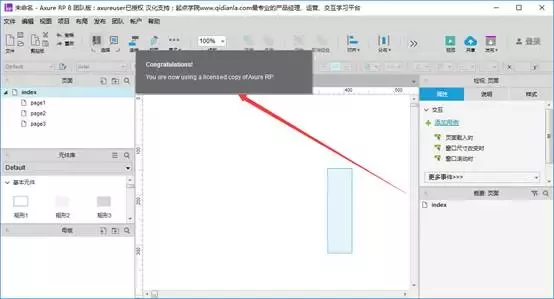 未命名 - Axure RP 8 团队版 : axureuser已授权 汉化支持 : 起点学院www.qidianla.com最专业的产品经理、运营、交互学习平台
文件 编辑 视图 项目 布局 发布 团队 帐户 帮助
文件 剪贴板 选择 连接
100%
登录
Default
页面
index
page1
page2
page3
元件库
Default
基本元件
矩形1 矩形2 矩形3
母版
Congratulations!
You are now using a licensed copy of Axure RP.
400 500
100
200
300
检视: 页面
属性 说明 样式
交互
添加用例
页面载入时
窗口尺寸改变时
窗口滚动时
更多事件>>>
概要: 页面
index